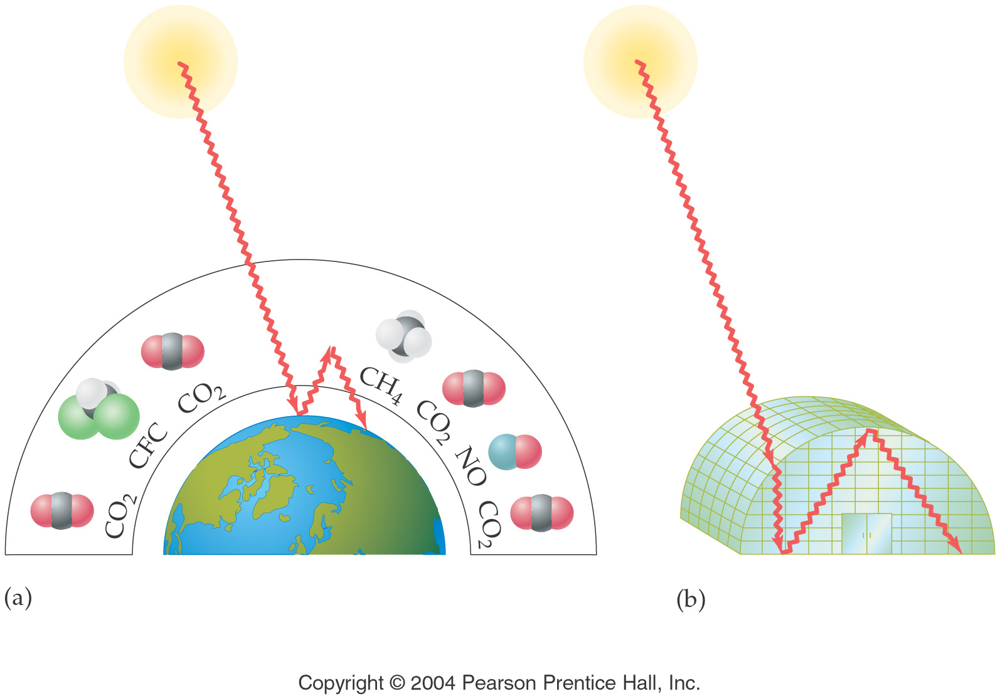 CO₂
CFC
CO₂
CH₄
CO₂
NO
CO₂
(a)
(b)
Copyright © 2004 Pearson Prentice Hall, Inc.